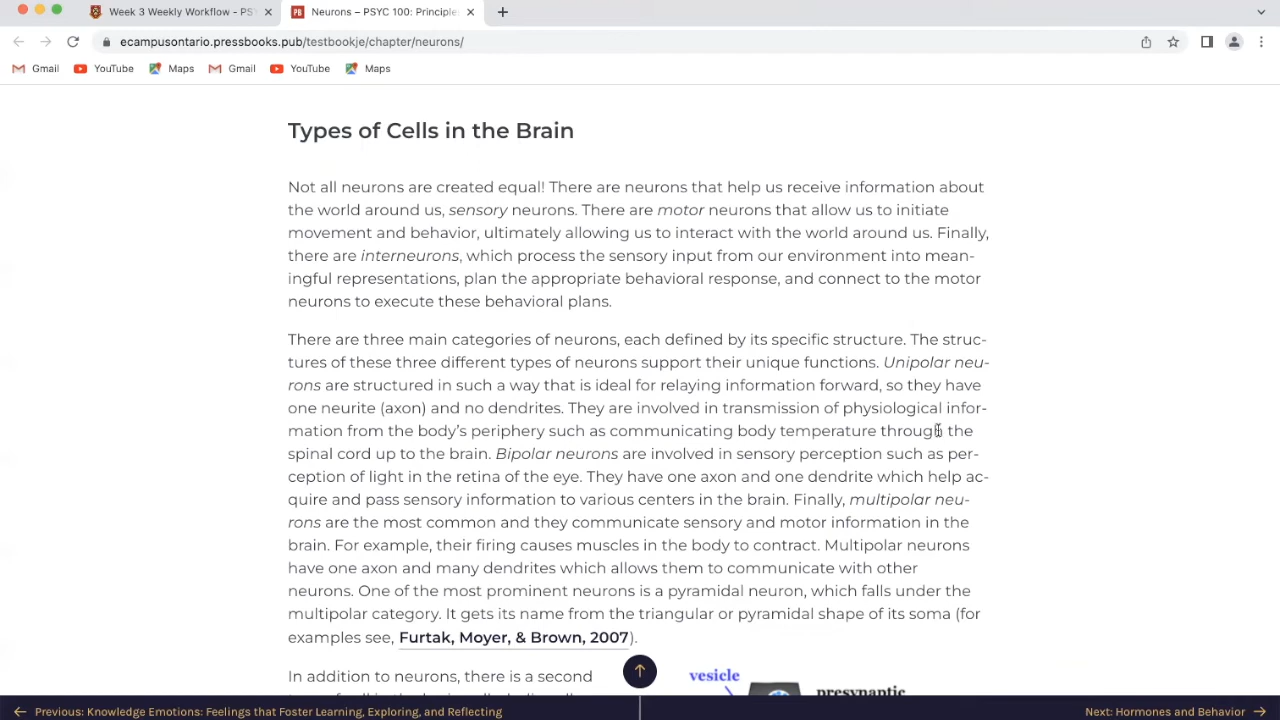 Week 3 Weekly Workflow - PSY
Neurons – PSYC 100: Principle
ecampusontario.pressbooks.pub/testbookje/chapter/neurons/
Gmail YouTube Maps Gmail YouTube Maps
Types of Cells in the Brain
Not all neurons are created equal! There are neurons that help us receive information about
the world around us, sensory neurons. There are motor neurons that allow us to initiate
movement and behavior, ultimately allowing us to interact with the world around us. Finally,
there are interneurons, which process the sensory input from our environment into mean-
ingful representations, plan the appropriate behavioral response, and connect to the motor
neurons to execute these behavioral plans.
There are three main categories of neurons, each defined by its specific structure. The struc-
tures of these three different types of neurons support their unique functions. Unipolar neu-
rons are structured in such a way that is ideal for relaying information forward, so they have
one neurite (axon) and no dendrites. They are involved in transmission of physiological infor-
mation from the body's periphery such as communicating body temperature through the
spinal cord up to the brain. Bipolar neurons are involved in sensory perception such as per-
ception of light in the retina of the eye. They have one axon and one dendrite which help ac-
quire and pass sensory information to various centers in the brain. Finally, multipolar neu-
rons are the most common and they communicate sensory and motor information in the
brain. For example, their firing causes muscles in the body to contract. Multipolar neurons
have one axon and many dendrites which allows them to communicate with other
neurons. One of the most prominent neurons is a pyramidal neuron, which falls under the
multipolar category. It gets its name from the triangular or pyramidal shape of its soma (for
examples see, Furtak, Moyer, & Brown, 2007).
In addition to neurons, there is a second
vesicle
presynaptic
Previous: Knowledge Emotions: Feelings that Foster Learning, Exploring, and Reflecting
Next: Hormones and Behavior